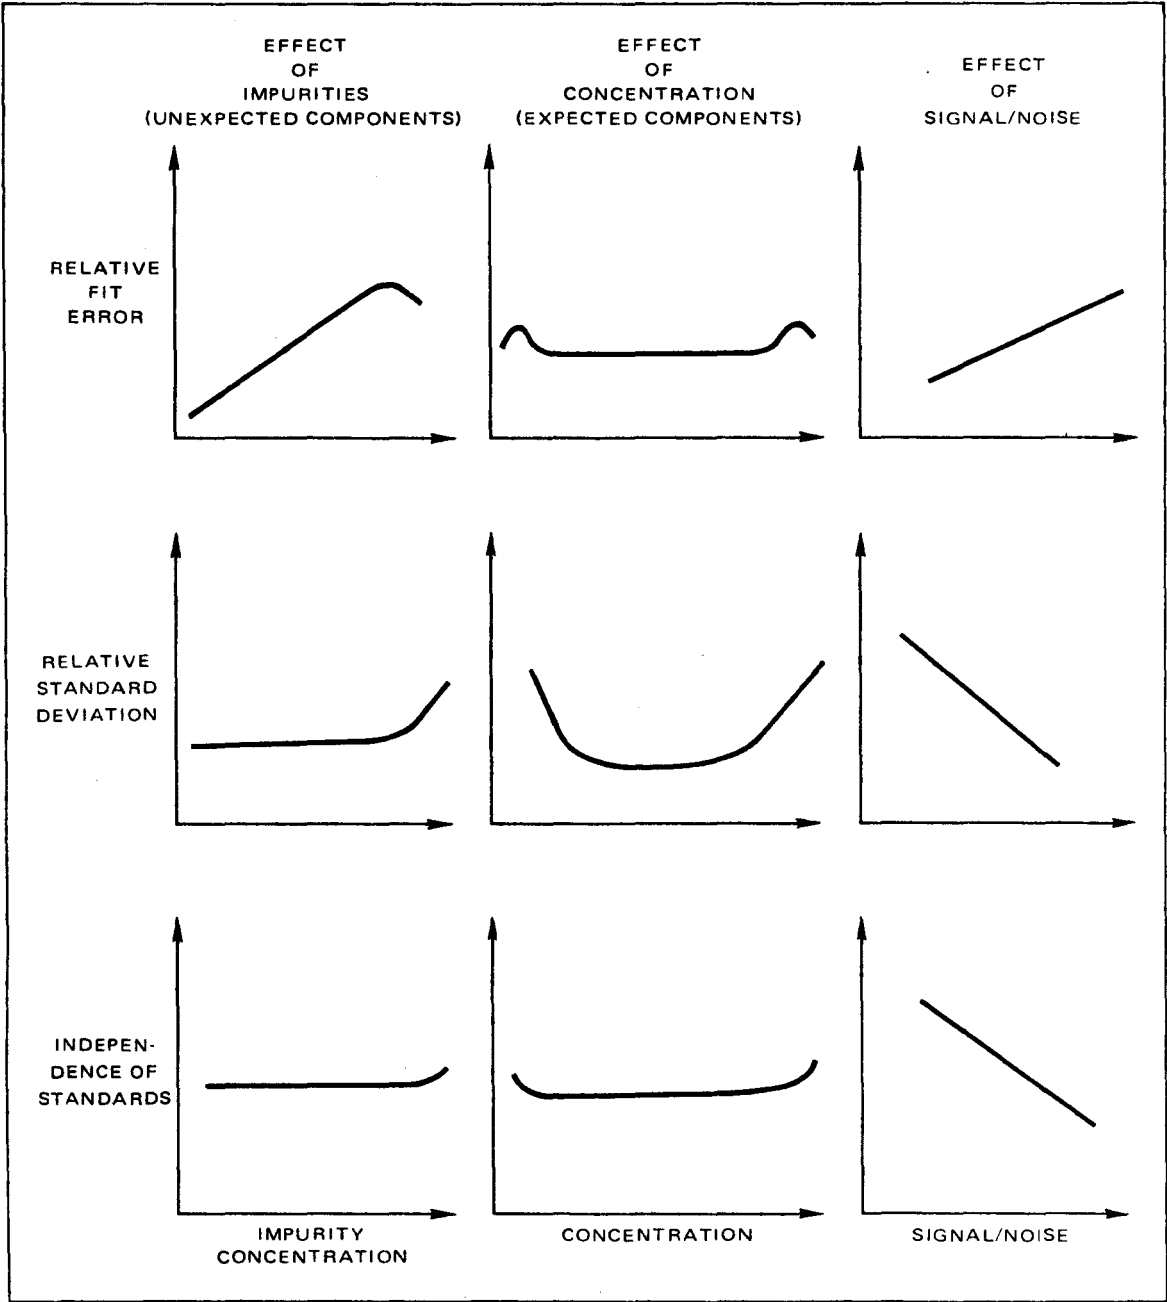 EFFECT
OF
IMPURITIES
(UNEXPECTED COMPONENTS)
EFFECT
OF
CONCENTRATION
(EXPECTED COMPONENTS)
EFFECT
OF
SIGNAL/NOISE
RELATIVE
FIT
ERROR
RELATIVE
STANDARD
DEVIATION
INDEPEN-
DENCE OF
STANDARDS
IMPURITY
CONCENTRATION
CONCENTRATION
SIGNAL/NOISE